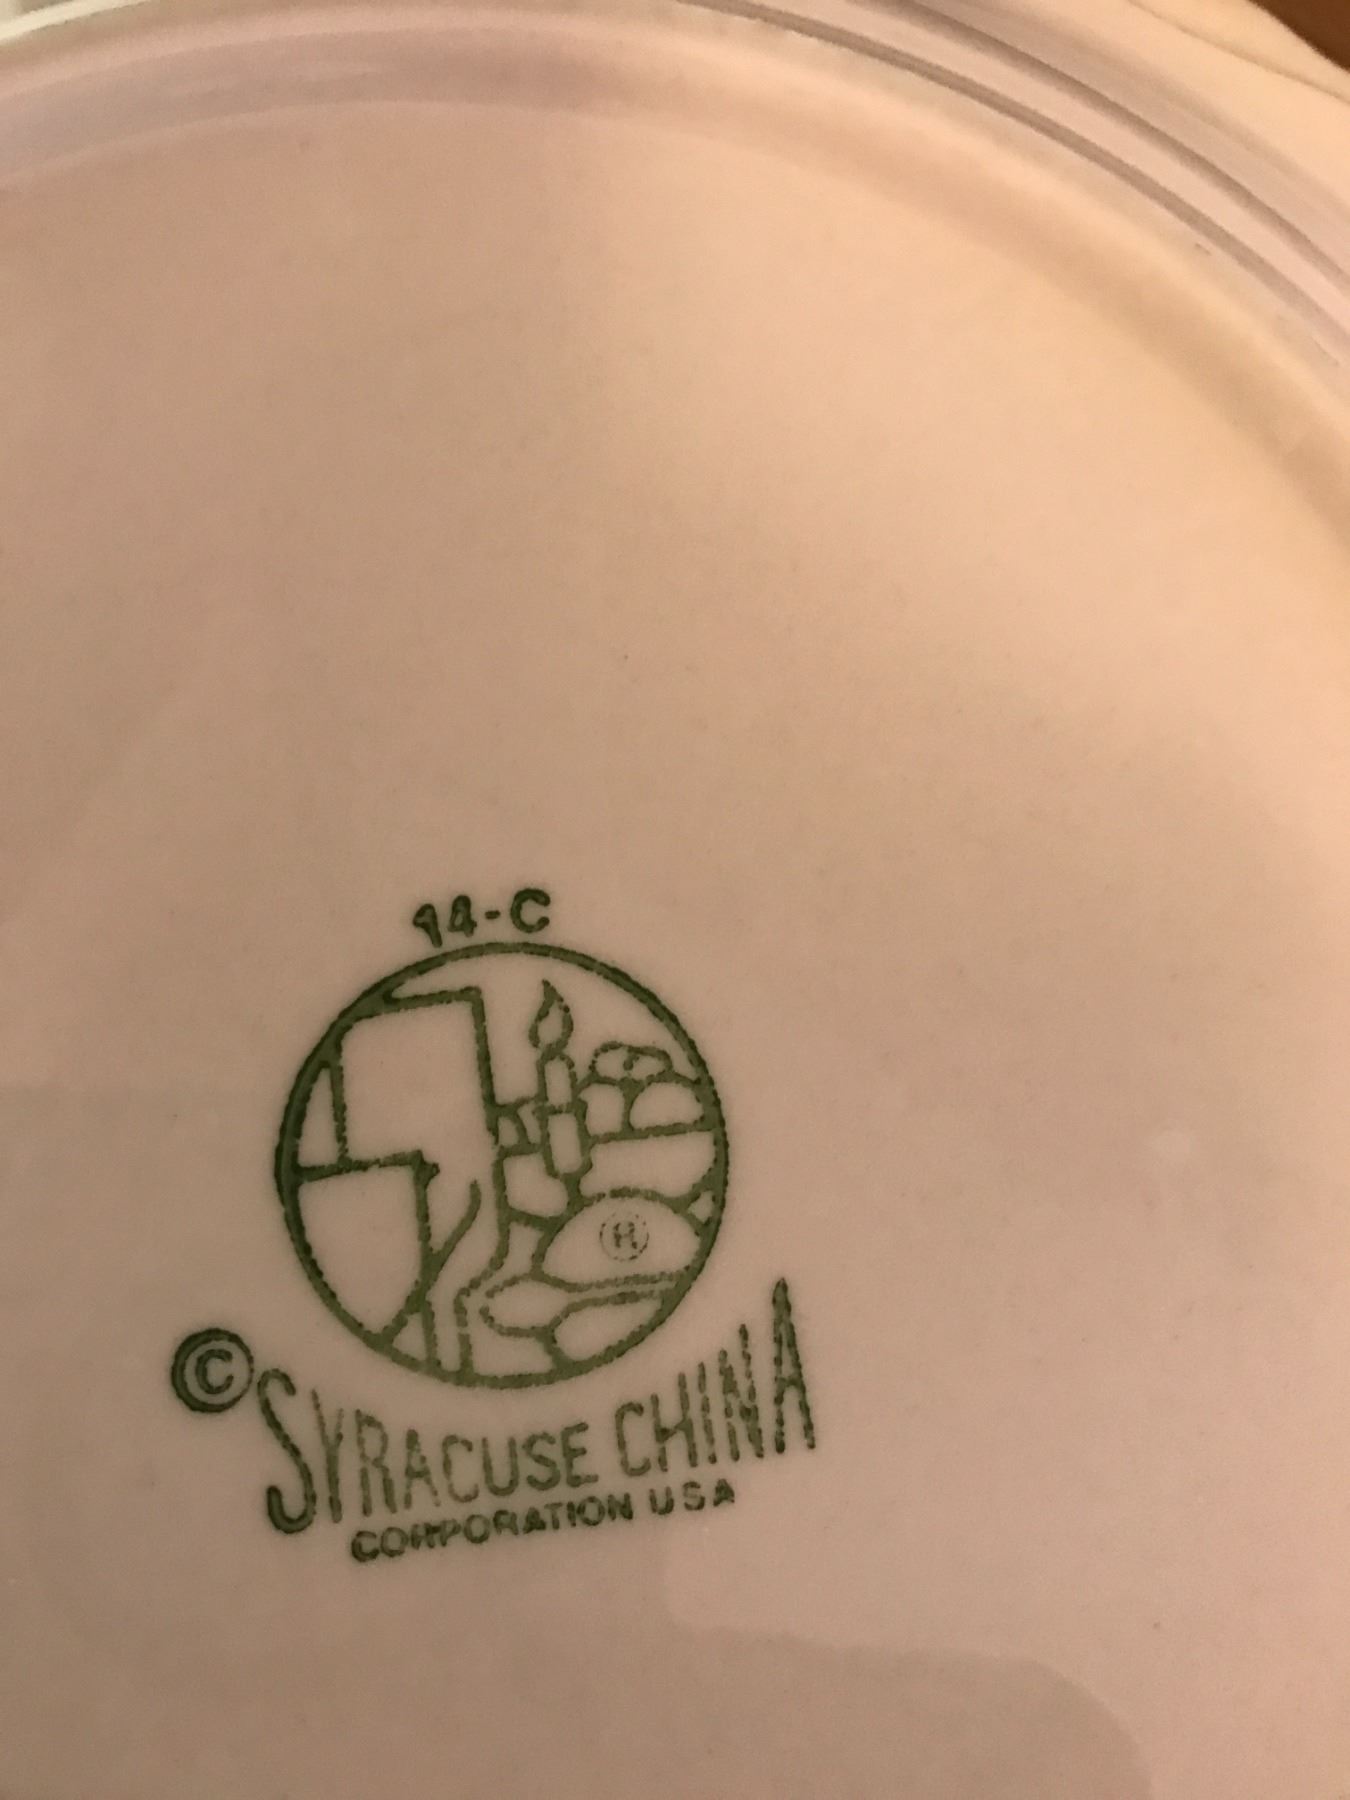 14-C
®
© SYRACUSE CHINA
CORPORATION USA